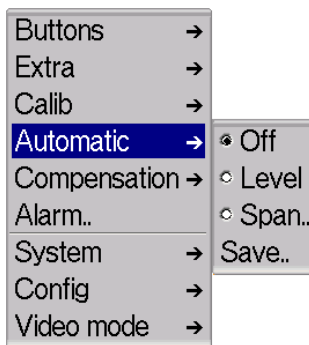 Buttons →
Extra →
Calib →
Automatic →
Compensation →
Alarm..
System →
Config →
Video mode →
Off
Level
Span..
Save..